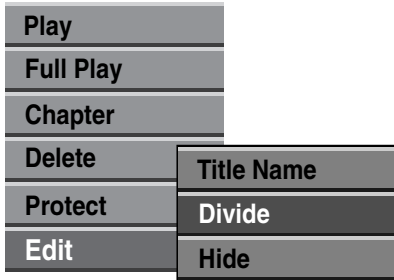 Play
Full Play
Chapter
Delete
Protect
Edit
Title Name
Divide
Hide